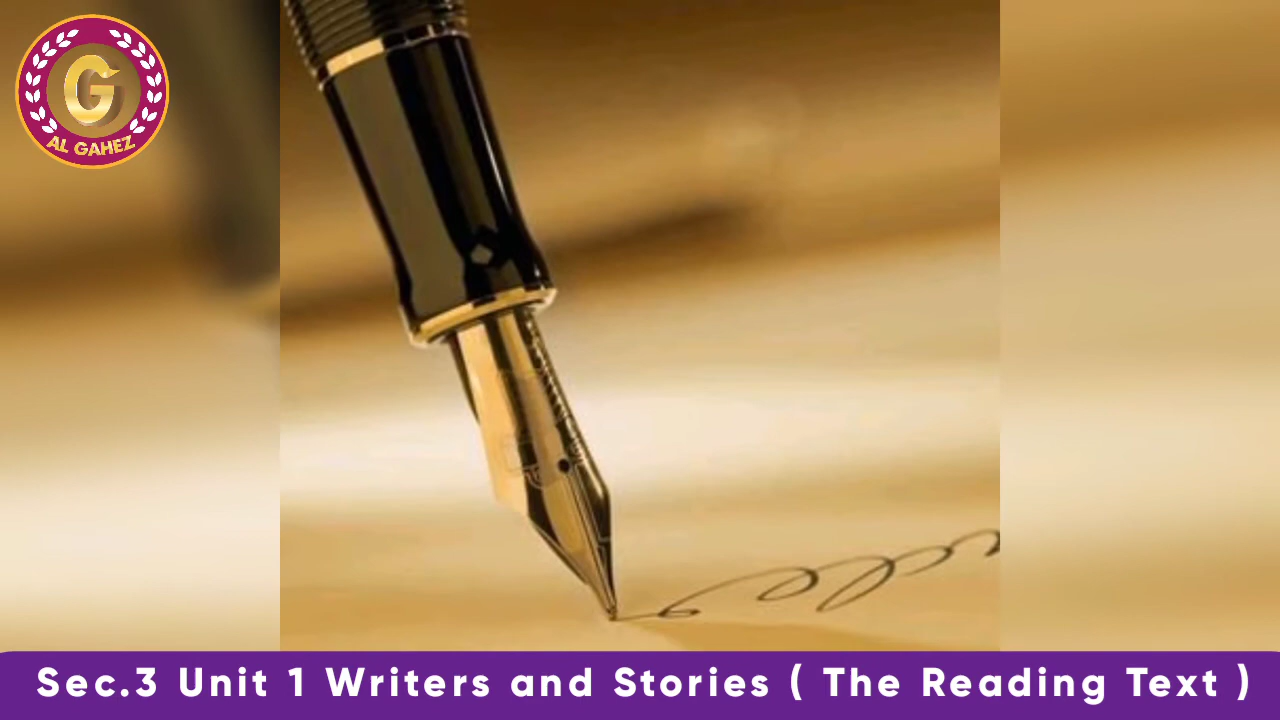 G
AL GAHEZ
Sec.3 Unit 1 Writers and Stories ( The Reading Text )